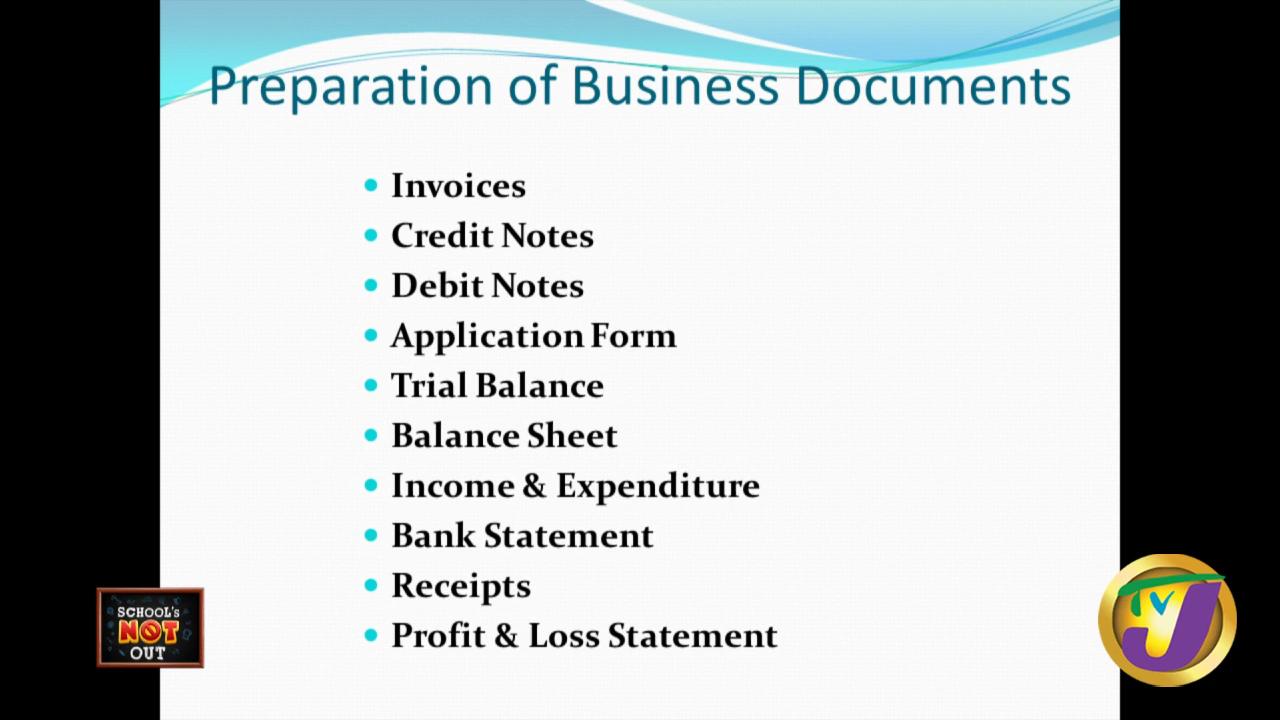 Preparation of Business Documents
Invoices
Credit Notes
Debit Notes
Application Form
Trial Balance
Balance Sheet
Income & Expenditure
Bank Statement
Receipts
Profit & Loss Statement
SCHOOL'S
NOT
OUT
TVJ